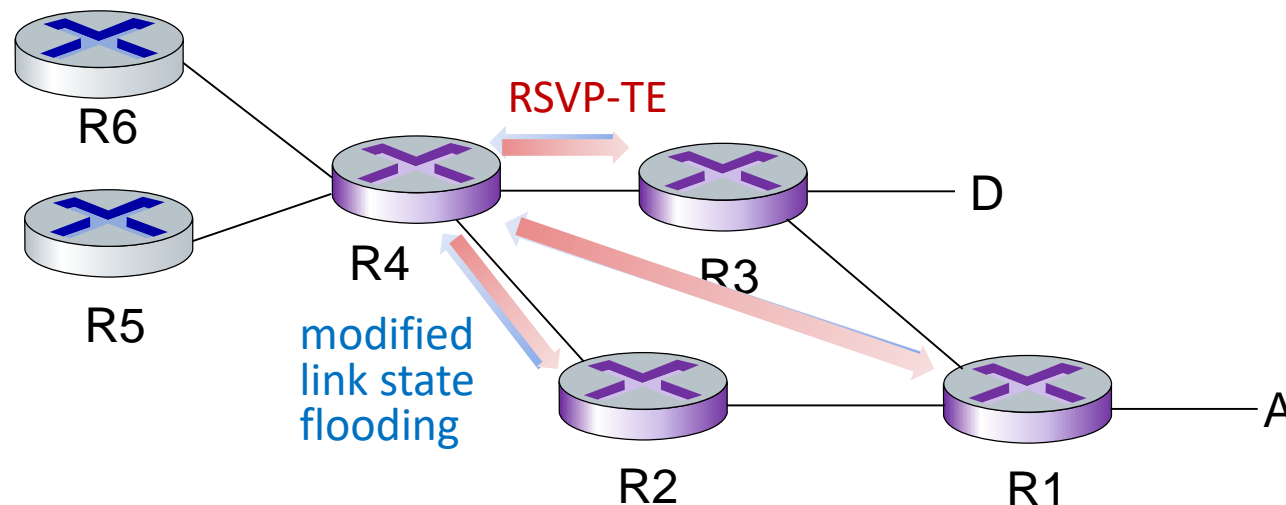 RSVP-TE
R6
D
R4
R3
R5
modified
link state
flooding
A
R2
R1